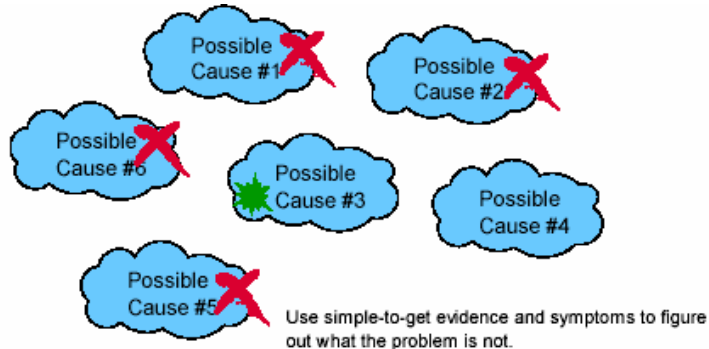 Possible
Cause #1
Possible
Cause #2
Possible
Cause #6
Possible
Cause #3
Possible
Cause #4
Possible
Cause #5
Use simple-to-get evidence and symptoms to figure
out what the problem is not.